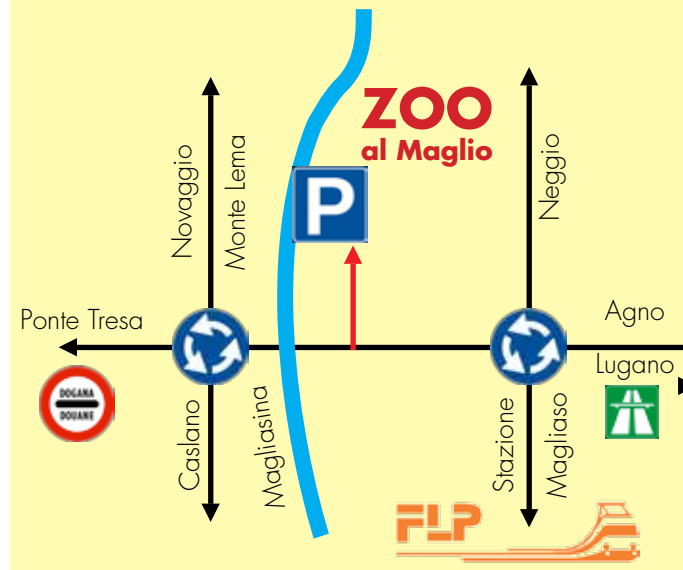 ZOO
al Maglio
P
Novaggio
Monte Lema
Neggio
Ponte Tresa
Agno
Lugano
DOGANA
DOUANE
Caslano
Magliasina
Stazione
Magliaso
FLP